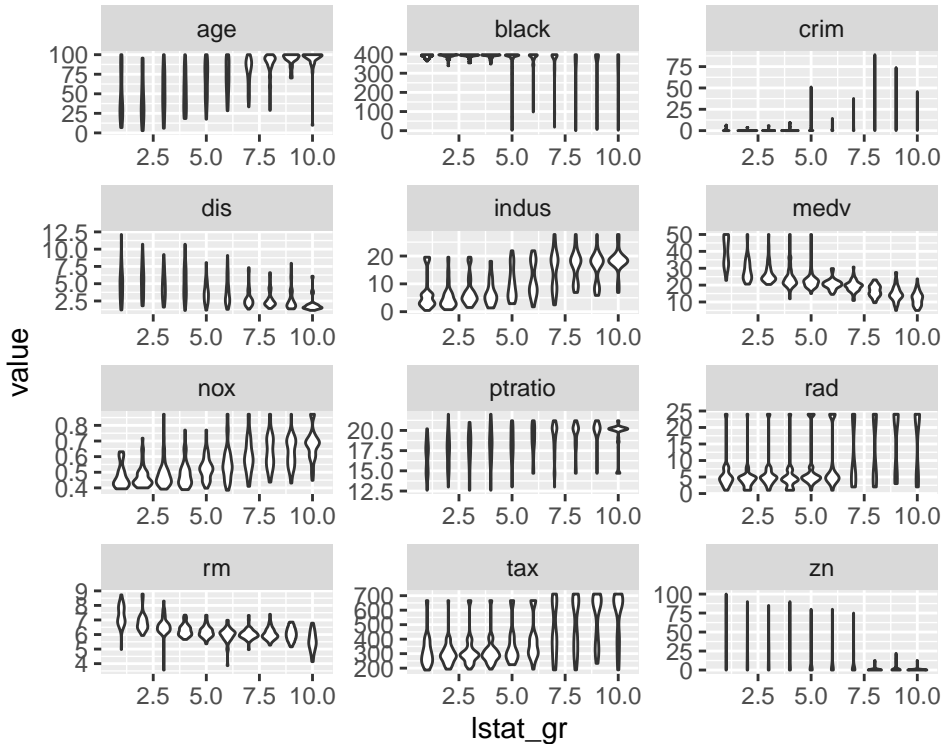 age black crim
100 400 75
75 300 50
50 200 25
25 100 0
0 0
2.5 5.0 7.5 10.0 2.5 5.0 7.5 10.0 2.5 5.0 7.5 10.0
dis indus medv
12.5 20 50
10.0 10 40
7.5 0 30
5.0 20
2.5 10
2.5 5.0 7.5 10.0 2.5 5.0 7.5 10.0 2.5 5.0 7.5 10.0
value
nox ptratio rad
0.8 20.0 25
0.7 17.5 20
0.6 15.0 15
0.5 12.5 10
0.4 5
0
2.5 5.0 7.5 10.0 2.5 5.0 7.5 10.0 2.5 5.0 7.5 10.0
rm tax zn
9 700 100
8 600 75
7 500 50
6 400 25
5 300 0
4 200
2.5 5.0 7.5 10.0 2.5 5.0 7.5 10.0 2.5 5.0 7.5 10.0
lstat_gr